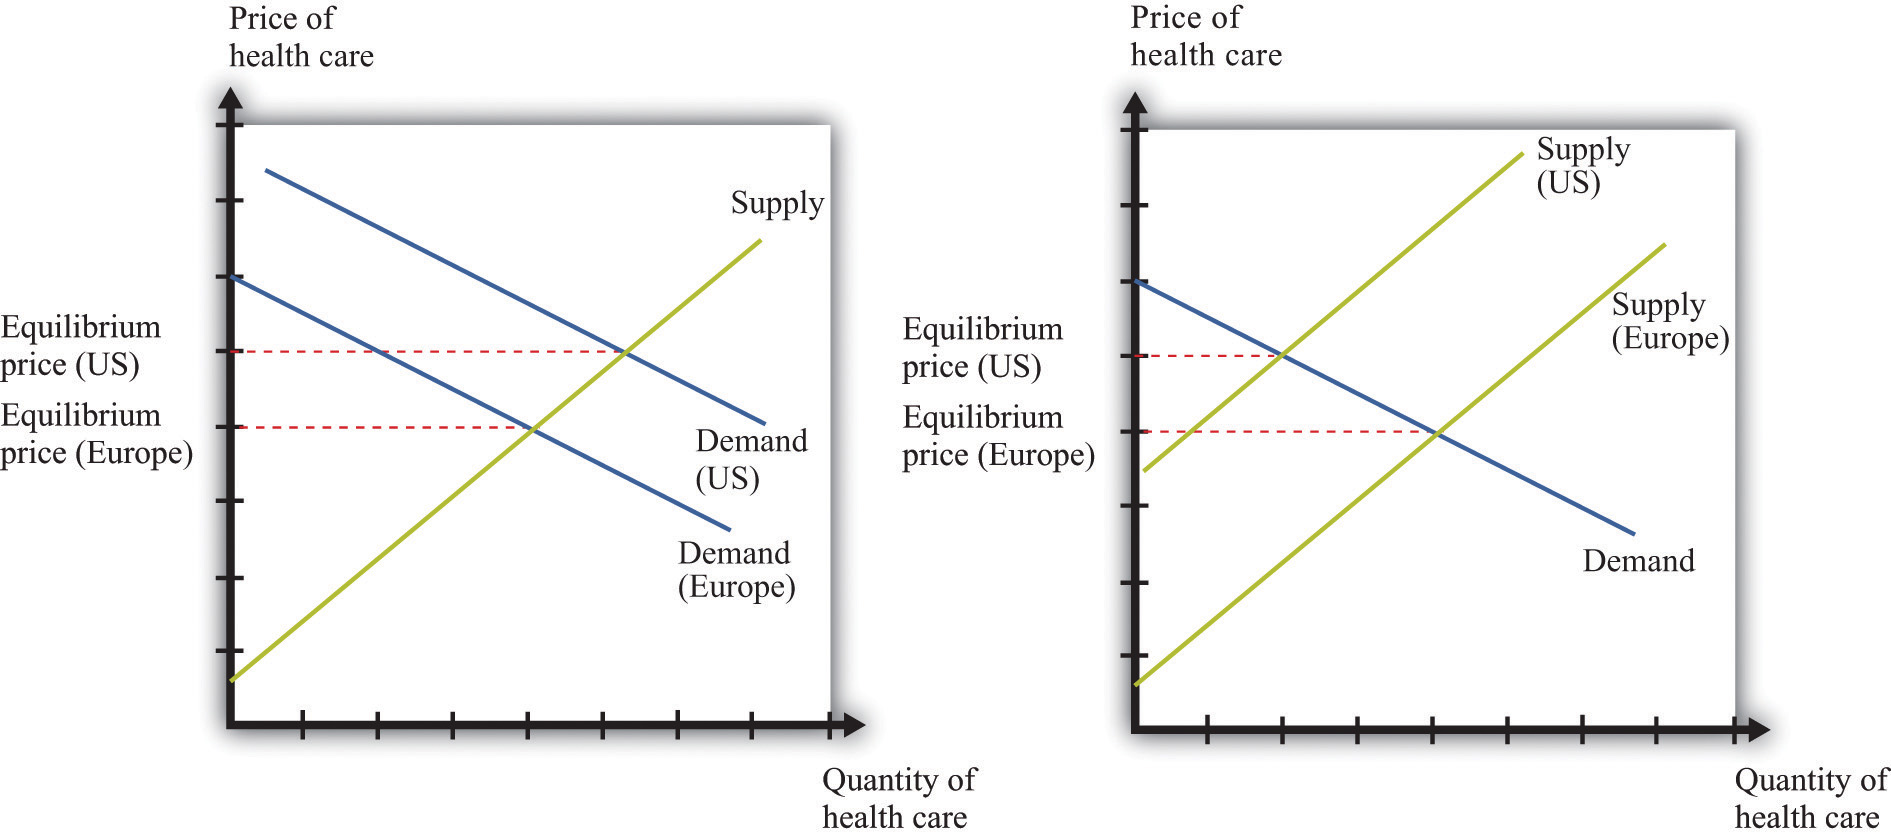 Price of
health care
Supply
Equilibrium
price (US)
Equilibrium
price (Europe)
Demand
(US)
Demand
(Europe)
Quantity of
health care
Price of
health care
Supply
(US)
Supply
(Europe)
Equilibrium
price (US)
Equilibrium
price (Europe)
Demand
Quantity of
health care